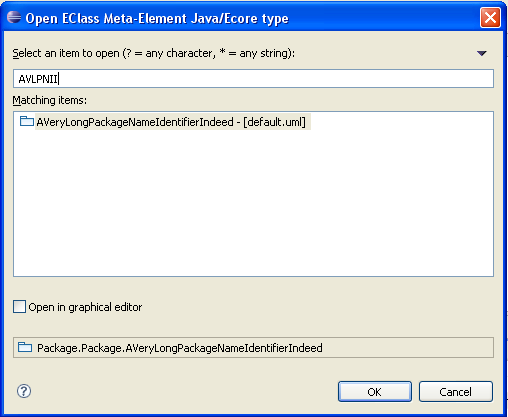 Open EClass Meta-Element Java/Ecore type
Select an item to open (? = any character, * = any string):
AVLPNII
Matching items:
AVeryLongPackageNameIdentifierIndeed - [default.uml]
Open in graphical editor
Package.Package.AVeryLongPackageNameIdentifierIndeed
?
OK
Cancel